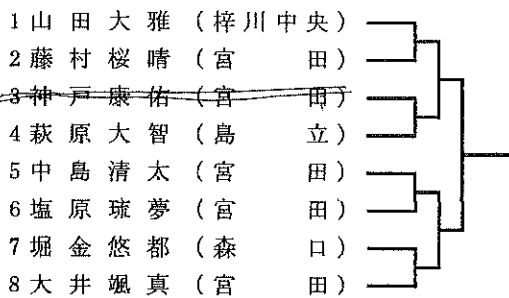 1 山田大雅 (梓川中央)
2 藤村桜晴 (宮田)
3 神戸康佑 (宮田)
4 萩原大智 (島立)
5 中島清太 (宮田)
6 塩原琉夢 (宮田)
7 堀金悠都 (森口)
8 大井颯真 (宮田)